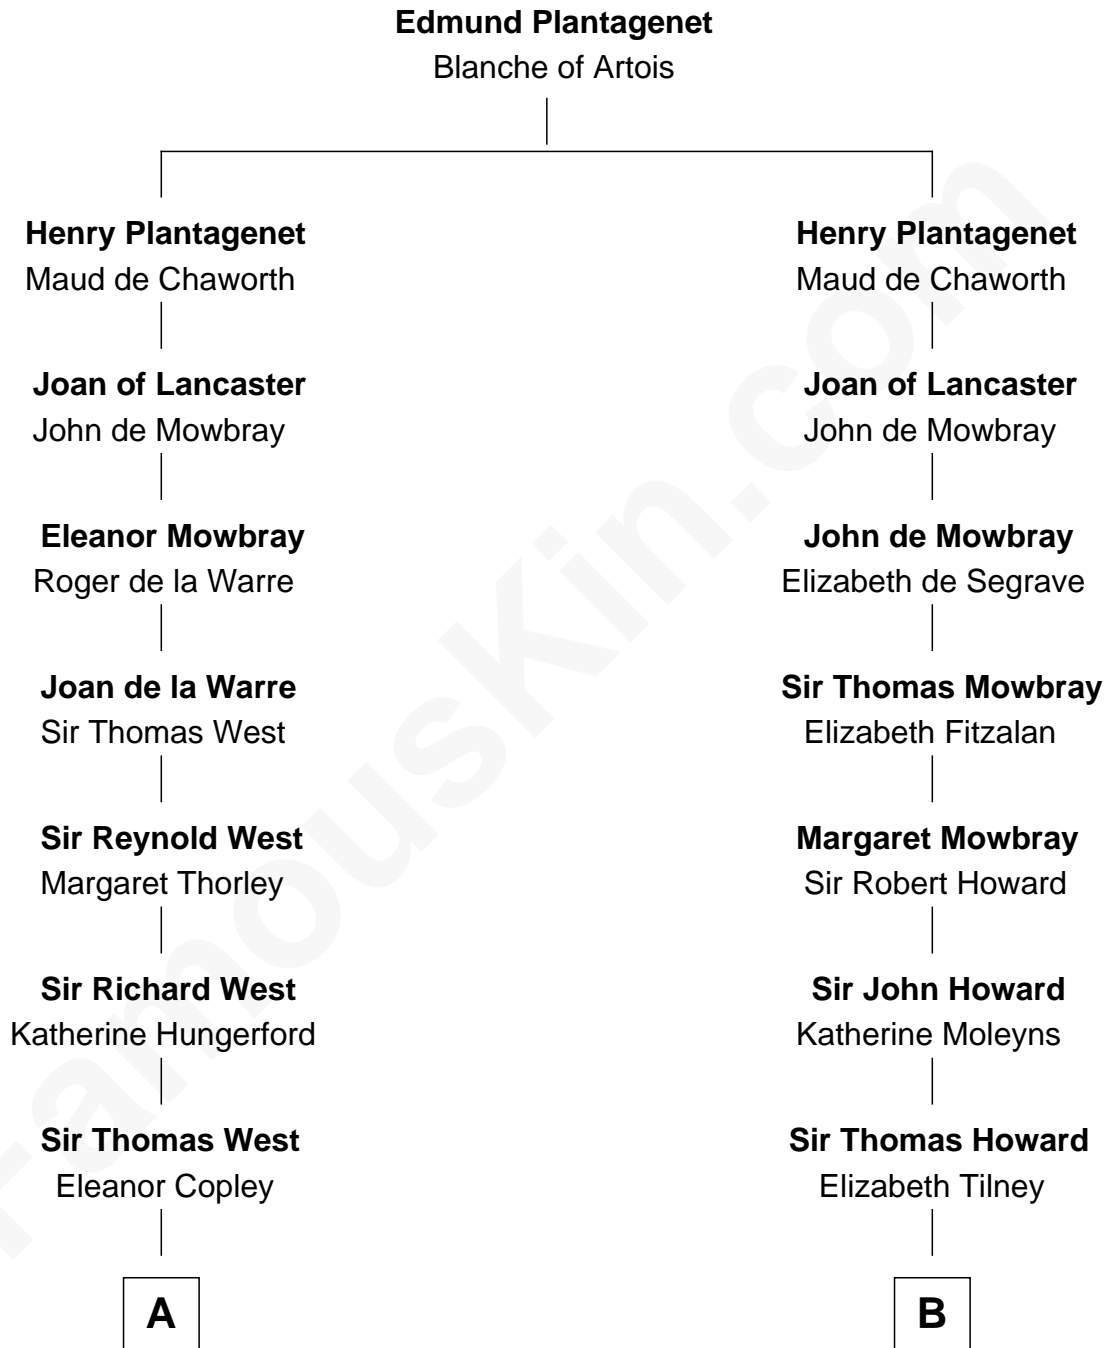 Edmund Plantagenet
Blanche of Artois
Henry Plantagenet
Maud de Chaworth
Joan of Lancaster
John de Mowbray
Eleanor Mowbray
Roger de la Warre
Joan de la Warre
Sir Thomas West
Sir Reynold West
Margaret Thorley
Sir Richard West
Katherine Hungerford
Sir Thomas West
Eleanor Copley
A
Henry Plantagenet
Maud de Chaworth
Joan of Lancaster
John de Mowbray
John de Mowbray
Elizabeth de Segrave
Sir Thomas Mowbray
Elizabeth Fitzalan
Margaret Mowbray
Sir Robert Howard
Sir John Howard
Katherine Moleyns
Sir Thomas Howard
Elizabeth Tilney
B
FamousKin.com